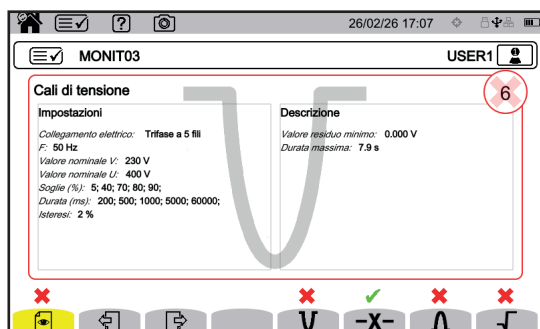 26/02/26 17:07
MONIT03
USER1
Cali di tensione
6
Impostazioni
Collegamento elettrico: Trifase a 5 fili
F: 50 Hz
Valore nominale V: 230 V
Valore nominale U: 400 V
Soglie (%): 5; 40; 70; 80; 90;
Durata (ms): 200; 500; 1000; 5000; 60000;
Isteresi: 2 %
Descrizione
Valore residuo minimo: 0.000 V
Durata massima: 7.9 s